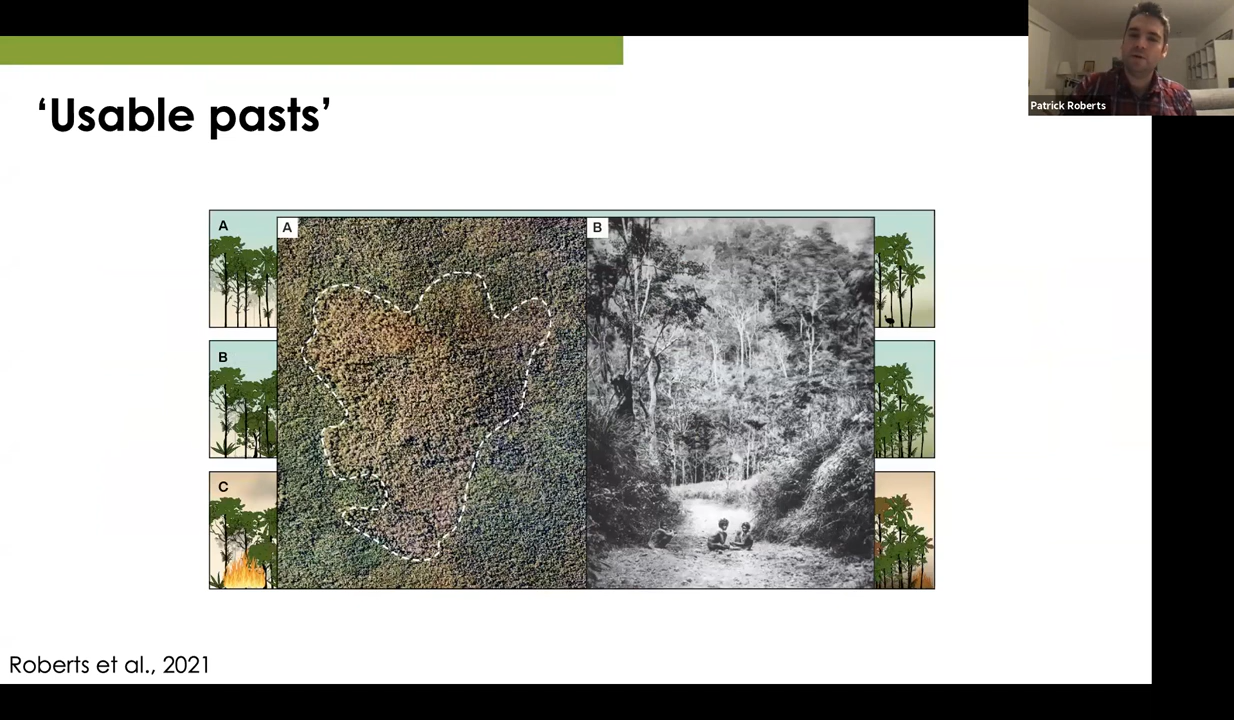 Patrick Roberts
‘Usable pasts’
A
A
B
B
C
Roberts et al., 2021